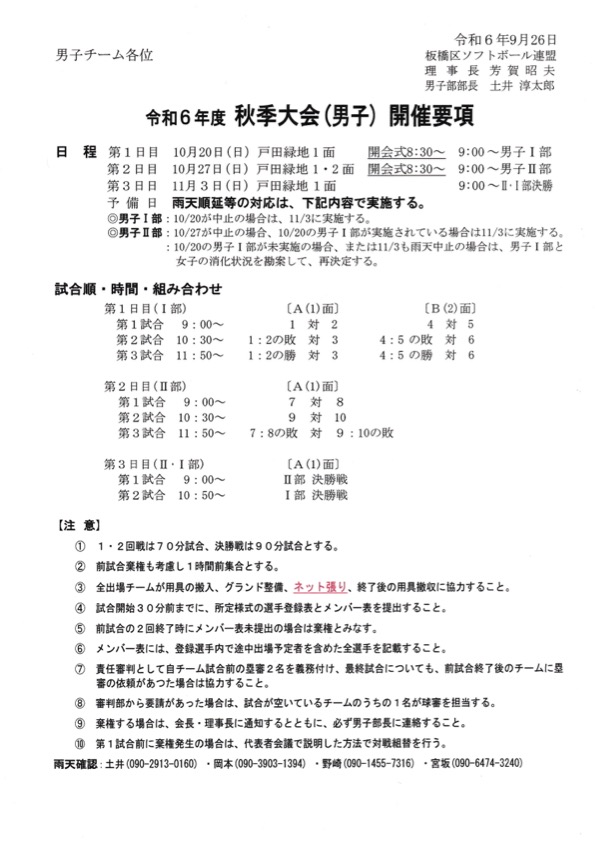 令和６年9月26日
男子チーム各位
板橋区ソフトボール連盟
理 事 長 芳 賀 昭 夫
男子部部長 土井 淳太郎
令和６年度 秋季大会(男子) 開催要項
日 程 第１日目 10月20日(日) 戸田緑地１面 開会式8:30～ 9:00～男子Ⅰ部
第２日目 10月27日(日) 戸田緑地１・２面 開会式8:30～ 9:00～男子Ⅱ部
第３日目 11月３日(日) 戸田緑地１面 9:00～Ⅱ・Ⅰ部決勝
予 備 日 雨天順延等の対応は、下記内容で実施する。
◎男子Ⅰ部：10/20が中止の場合は、11/3に実施する。
◎男子Ⅱ部：10/27が中止の場合、10/20の男子Ⅰ部が実施されている場合は11/3に実施する。
：10/20の男子Ⅰ部が未実施の場合、または11/3も雨天中止の場合は、男子Ⅰ部と
女子の消化状況を勘案して、再決定する。
試合順・時間・組み合わせ
第１日目(Ⅰ部) 〔A(1)面〕 〔B(2)面〕
第１試合 9：00～ 1 対 2 4 対 5
第２試合 10：30～ 1：2の敗 対 3 4：5 の敗 対 6
第３試合 11：50～ 1：2の勝 対 3 4：5 の勝 対 6
第２日目(Ⅱ部) 〔A(1)面〕
第１試合 9：00～ 7 対 8
第２試合 10：30～ 9 対 10
第３試合 11：50～ 7：8の敗 対 9：10の敗
第３日目(Ⅱ・Ⅰ部) 〔A(1)面〕
第１試合 9：00～ Ⅱ部 決勝戦
第２試合 10：50～ Ⅰ部 決勝戦
【注 意】
① １・２回戦は７０分試合、決勝戦は９０分試合とする。
② 前試合棄権も考慮し１時間前集合とする。
③ 全出場チームが用具の搬入、グランド整備、ネット張り、終了後の用具撤収に協力すること。
④ 試合開始３０分前までに、所定様式の選手登録表とメンバー表を提出すること。
⑤ 前試合の２回終了時にメンバー表未提出の場合は棄権とみなす。
⑥ メンバー表には、登録選手内で途中出場予定者を含めた全選手を記載すること。
⑦ 責任審判として自チーム試合前の塁審２名を義務付け、最終試合についても、前試合終了後のチームに塁
審の依頼があつた場合は協力すること。
⑧ 審判部から要請があった場合は、試合が空いているチームのうちの１名が球審を担当する。
⑨ 棄権する場合は、会長・理事長に通知するとともに、必ず男子部長に連絡すること。
⑩ 第１試合前に棄権発生の場合は、代表者会議で説明した方法で対戦組替を行う。
雨天確認：土井(090-2913-0160) ・岡本(090-3903-1394) ・野崎(090-1455-7316) ・宮坂(090-6474-3240)